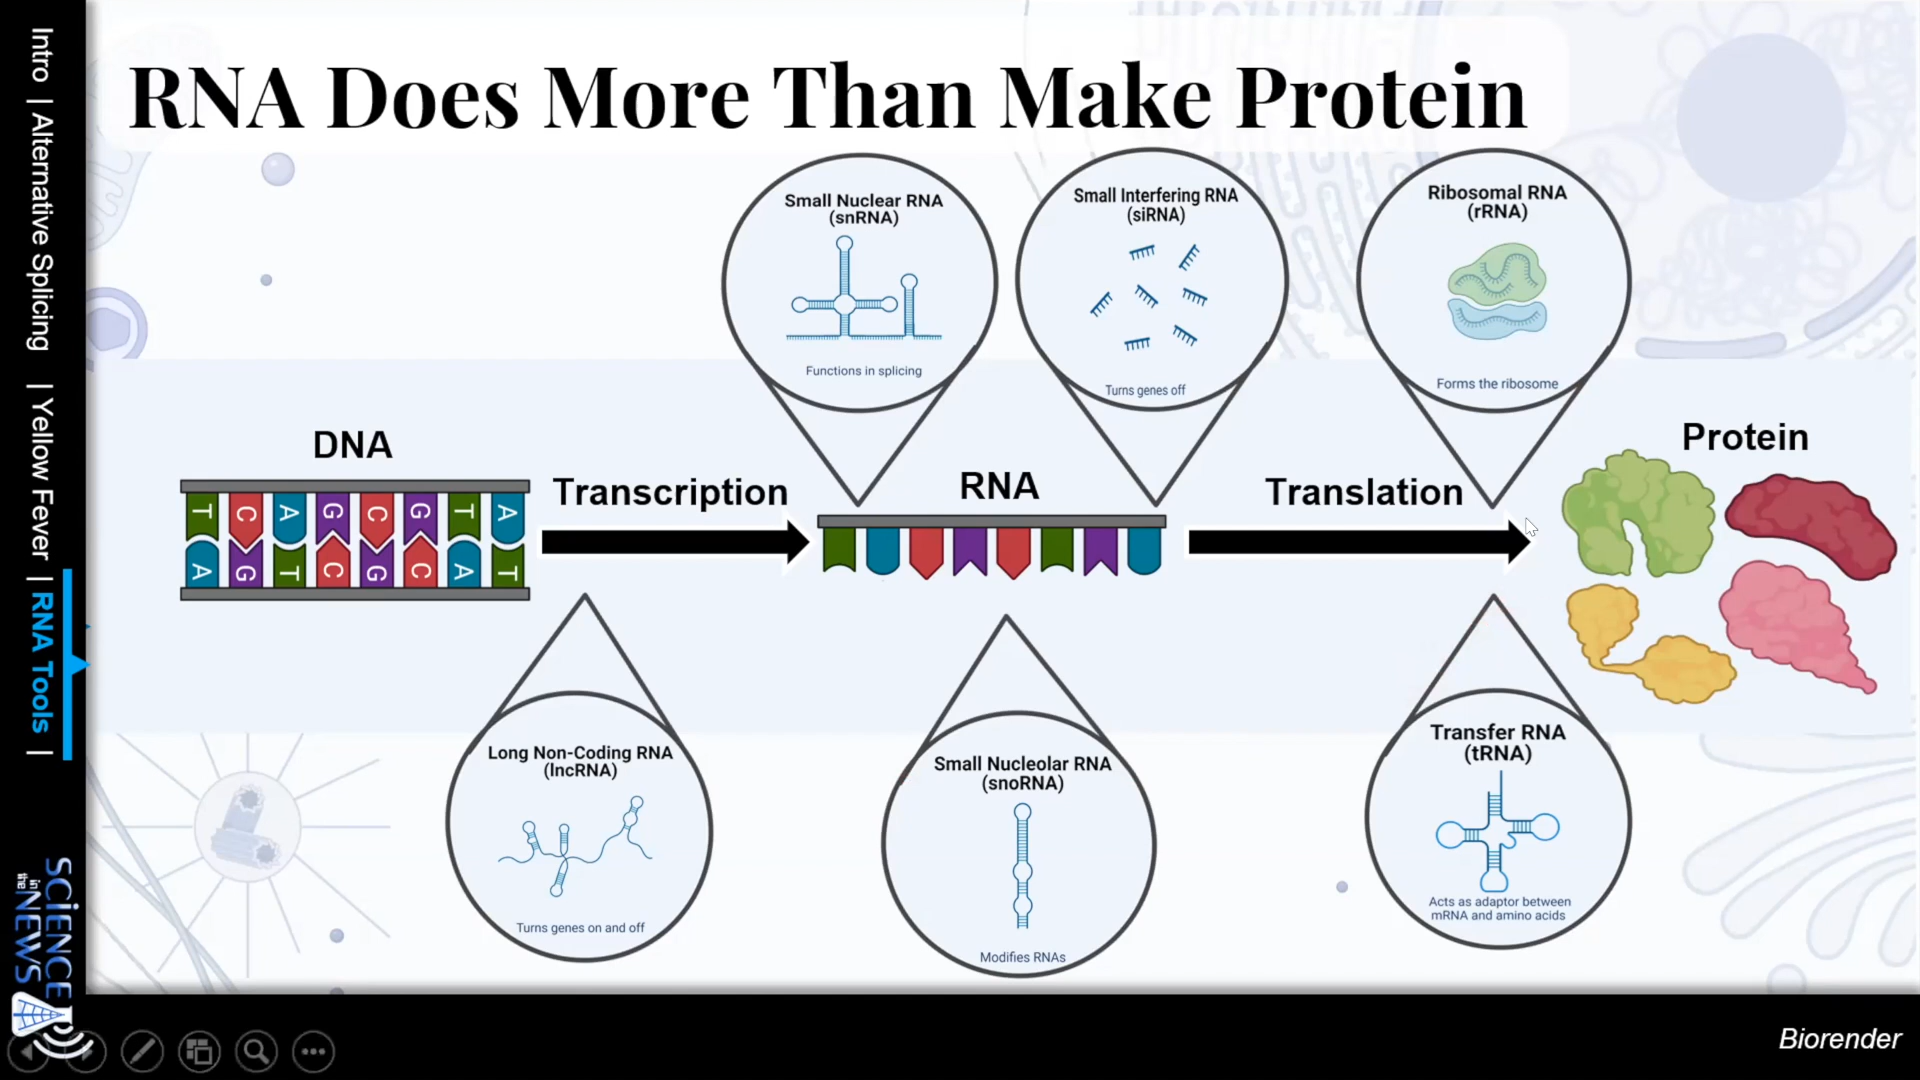 RNA Does More Than Make Protein
Intro | Alternative Splicing | Yellow Fever | RNA Tools |
Small Nuclear RNA
(snRNA)
Functions in splicing
Small Interfering RNA
(siRNA)
Turns genes off
Ribosomal RNA
(rRNA)
Forms the ribosome
DNA
T C A G C G T A
A G T C G C A T
Transcription
RNA
Translation
Protein
Long Non-Coding RNA
(lncRNA)
Turns genes on and off
Small Nucleolar RNA
(snoRNA)
Modifies RNAs
Transfer RNA
(tRNA)
Acts as adaptor between
mRNA and amino acids
SCIENCE
in the NEWS
Biorender